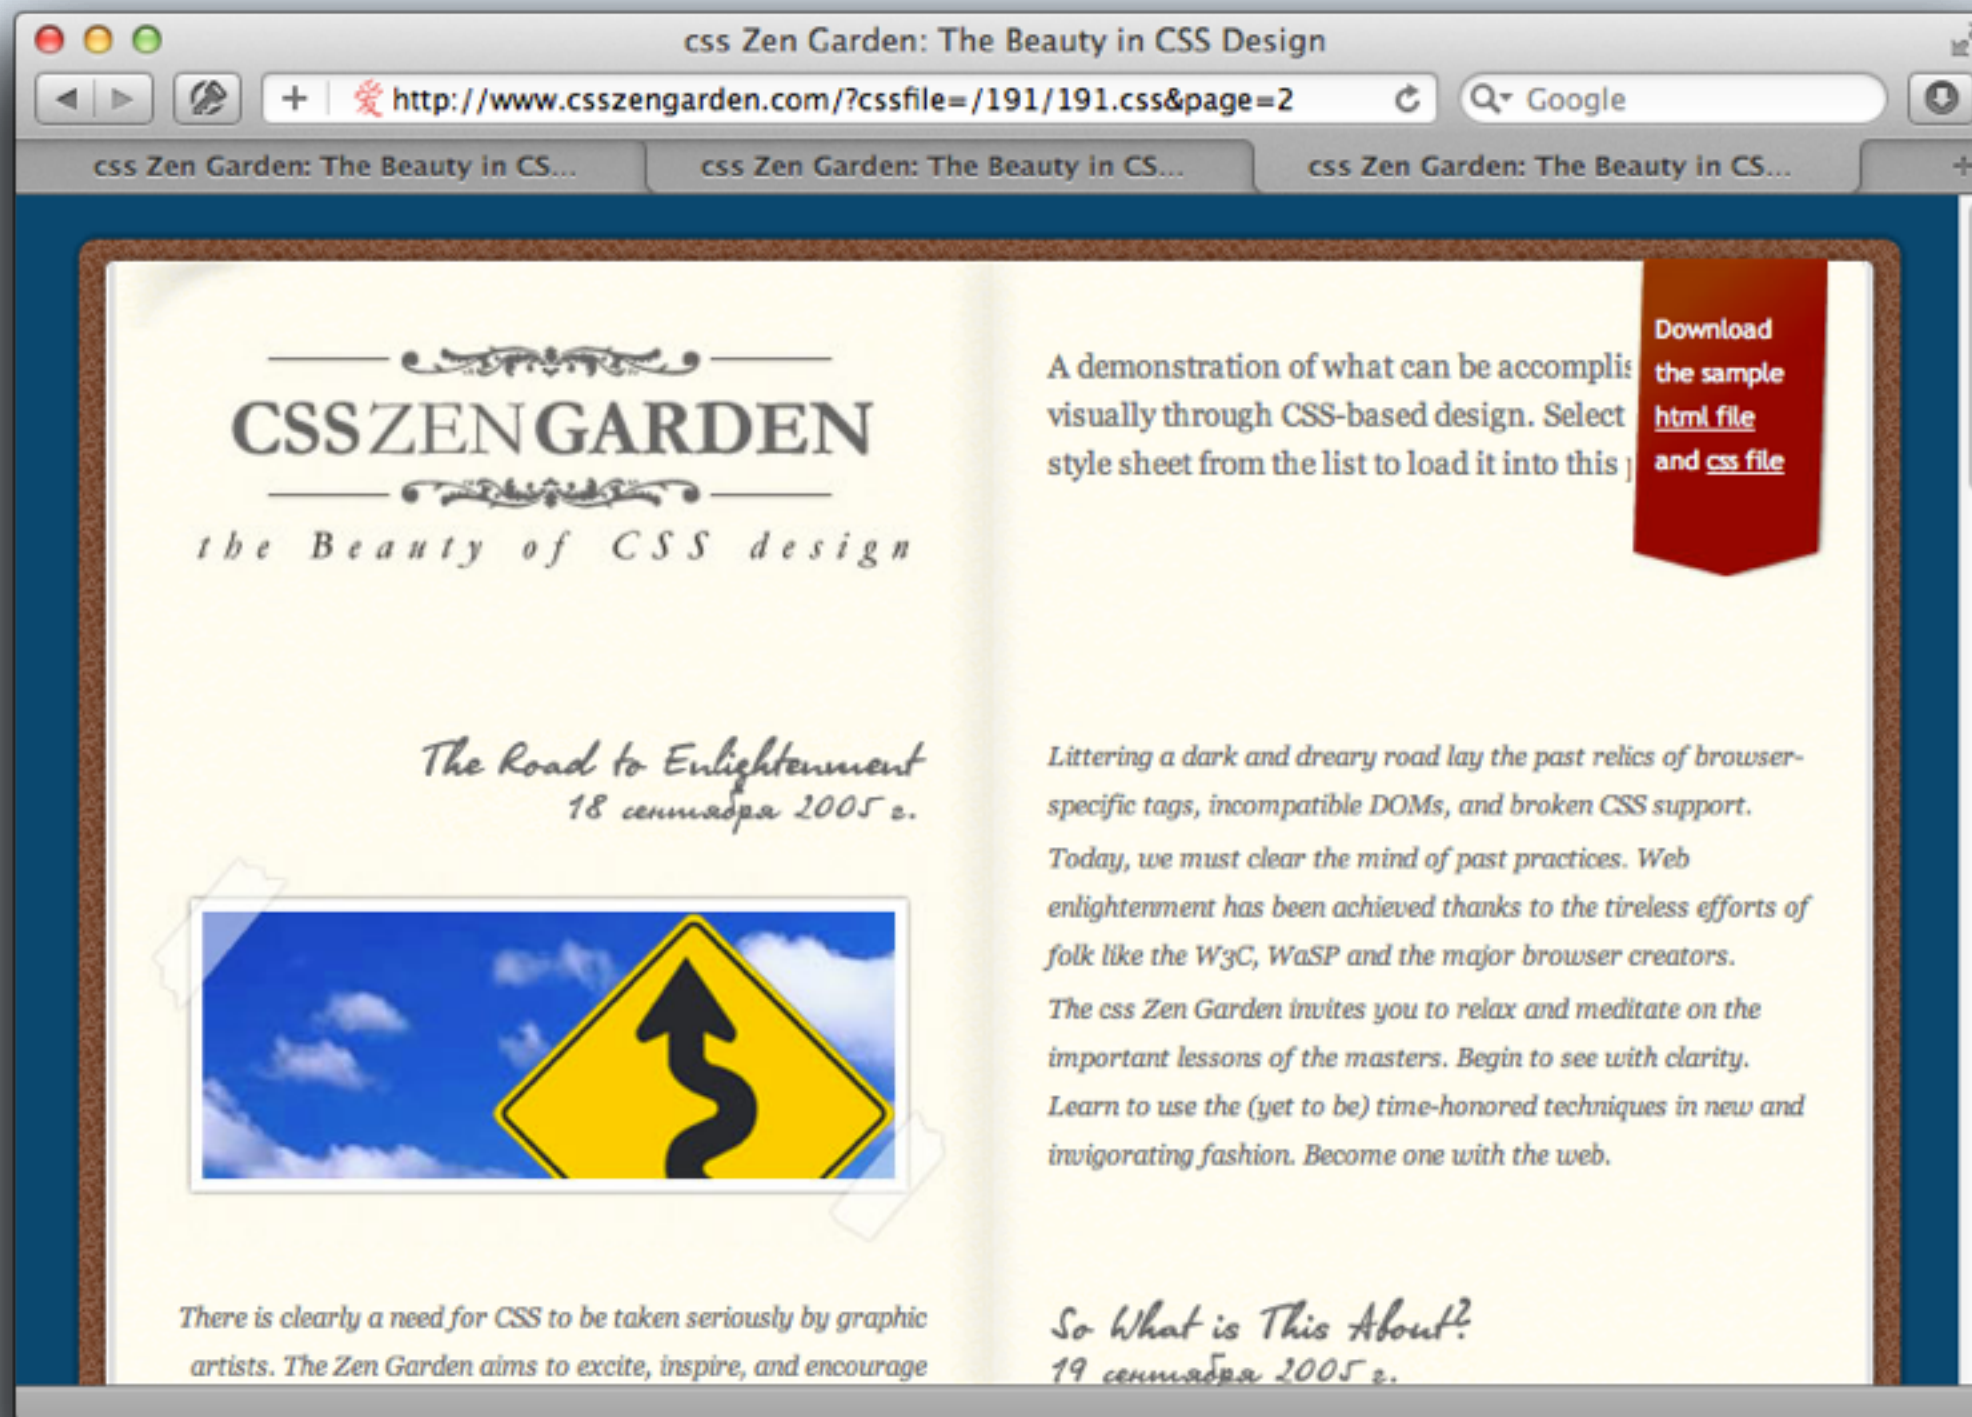 css Zen Garden: The Beauty in CSS Design
http://www.csszengarden.com/?cssfile=/191/191.css&page=2
Google
css Zen Garden: The Beauty in CS...
css Zen Garden: The Beauty in CS...
css Zen Garden: The Beauty in CS...
CSSZENGARDEN
the Beauty of CSS design
A demonstration of what can be accomplis
visually through CSS-based design. Select
style sheet from the list to load it into this
Download
the sample
html file
and css file
The Road to Enlightenment
18 сентября 2005 г.
Littering a dark and dreary road lay the past relics of browser-
specific tags, incompatible DOMs, and broken CSS support.
Today, we must clear the mind of past practices. Web
enlightenment has been achieved thanks to the tireless efforts of
folk like the W3C, WaSP and the major browser creators.
The css Zen Garden invites you to relax and meditate on the
important lessons of the masters. Begin to see with clarity.
Learn to use the (yet to be) time-honored techniques in new and
invigorating fashion. Become one with the web.
There is clearly a need for CSS to be taken seriously by graphic
artists. The Zen Garden aims to excite, inspire, and encourage
So What is This About?
19 сентября 2005 г.